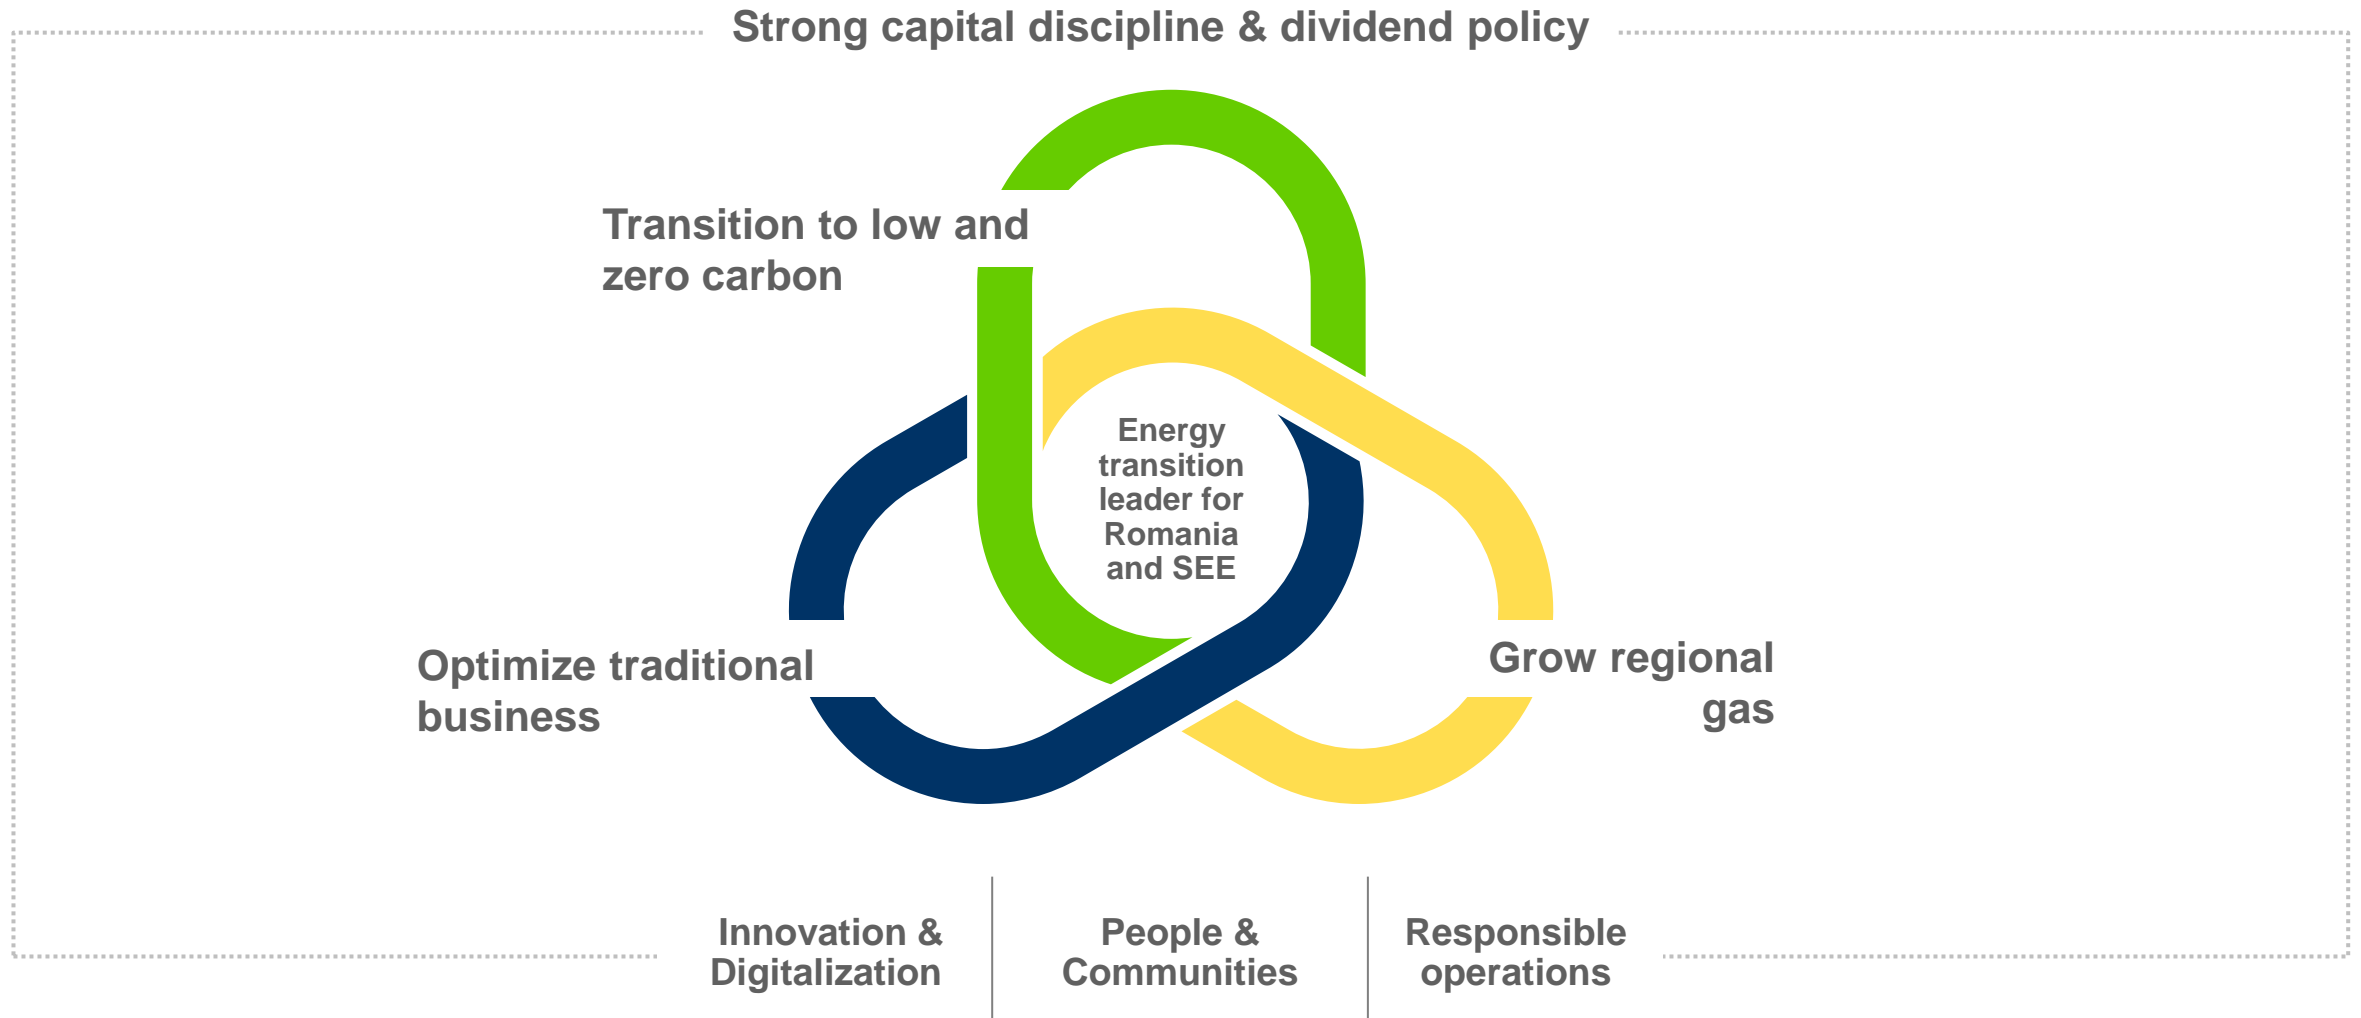 Strong capital discipline & dividend policy
Transition to low and
zero carbon
Energy
transition
leader for
Romania
and SEE
Optimize traditional
business
Grow regional
gas
Innovation &
Digitalization
People &
Communities
Responsible
operations